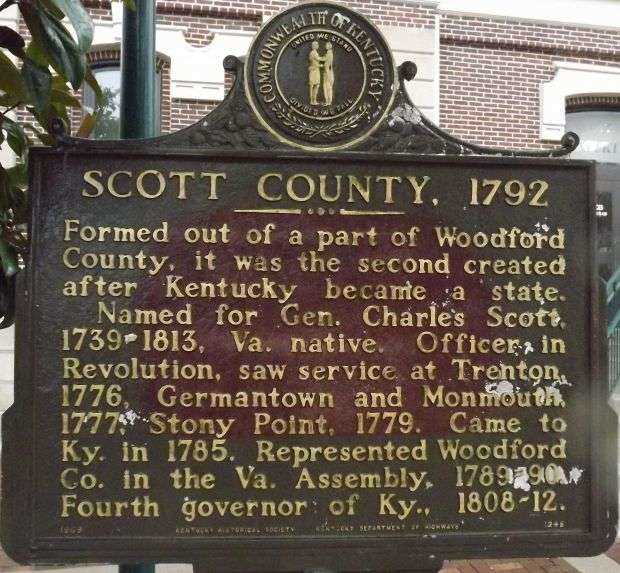 COMMONWEALTH OF KENTUCKY
UNITED WE STAND
DIVIDED WE FALL
SCOTT COUNTY, 1792
Formed out of a part of Woodford
County, it was the second created
after Kentucky became a state.
Named for Gen. Charles Scott,
1739-1813, Va. native. Officer in
Revolution, saw service at Trenton,
1776, Germantown and Monmouth,
1777, Stony Point, 1779. Came to
Ky. in 1785. Represented Woodford
Co. in the Va. Assembly, 1789-90.
Fourth governor of Ky., 1808-12.
1969 KENTUCKY HISTORICAL SOCIETY KENTUCKY DEPARTMENT OF HIGHWAYS 1246